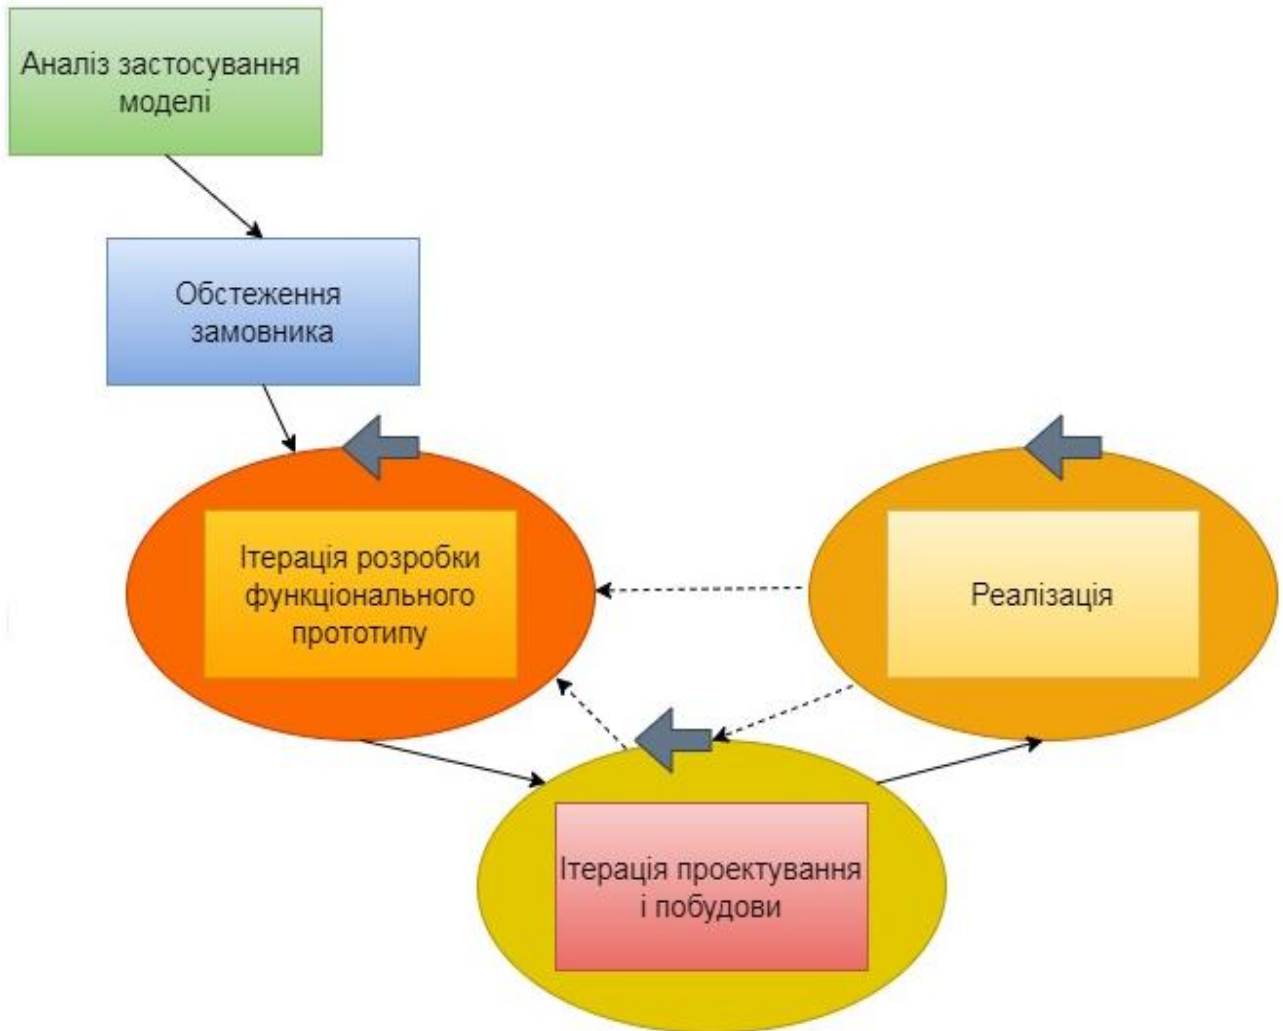 Аналіз застосування
моделі
Обстеження
замовника
Ітерація розробки
функціонального
прототипу
Реалізація
Ітерація проектування
і побудови